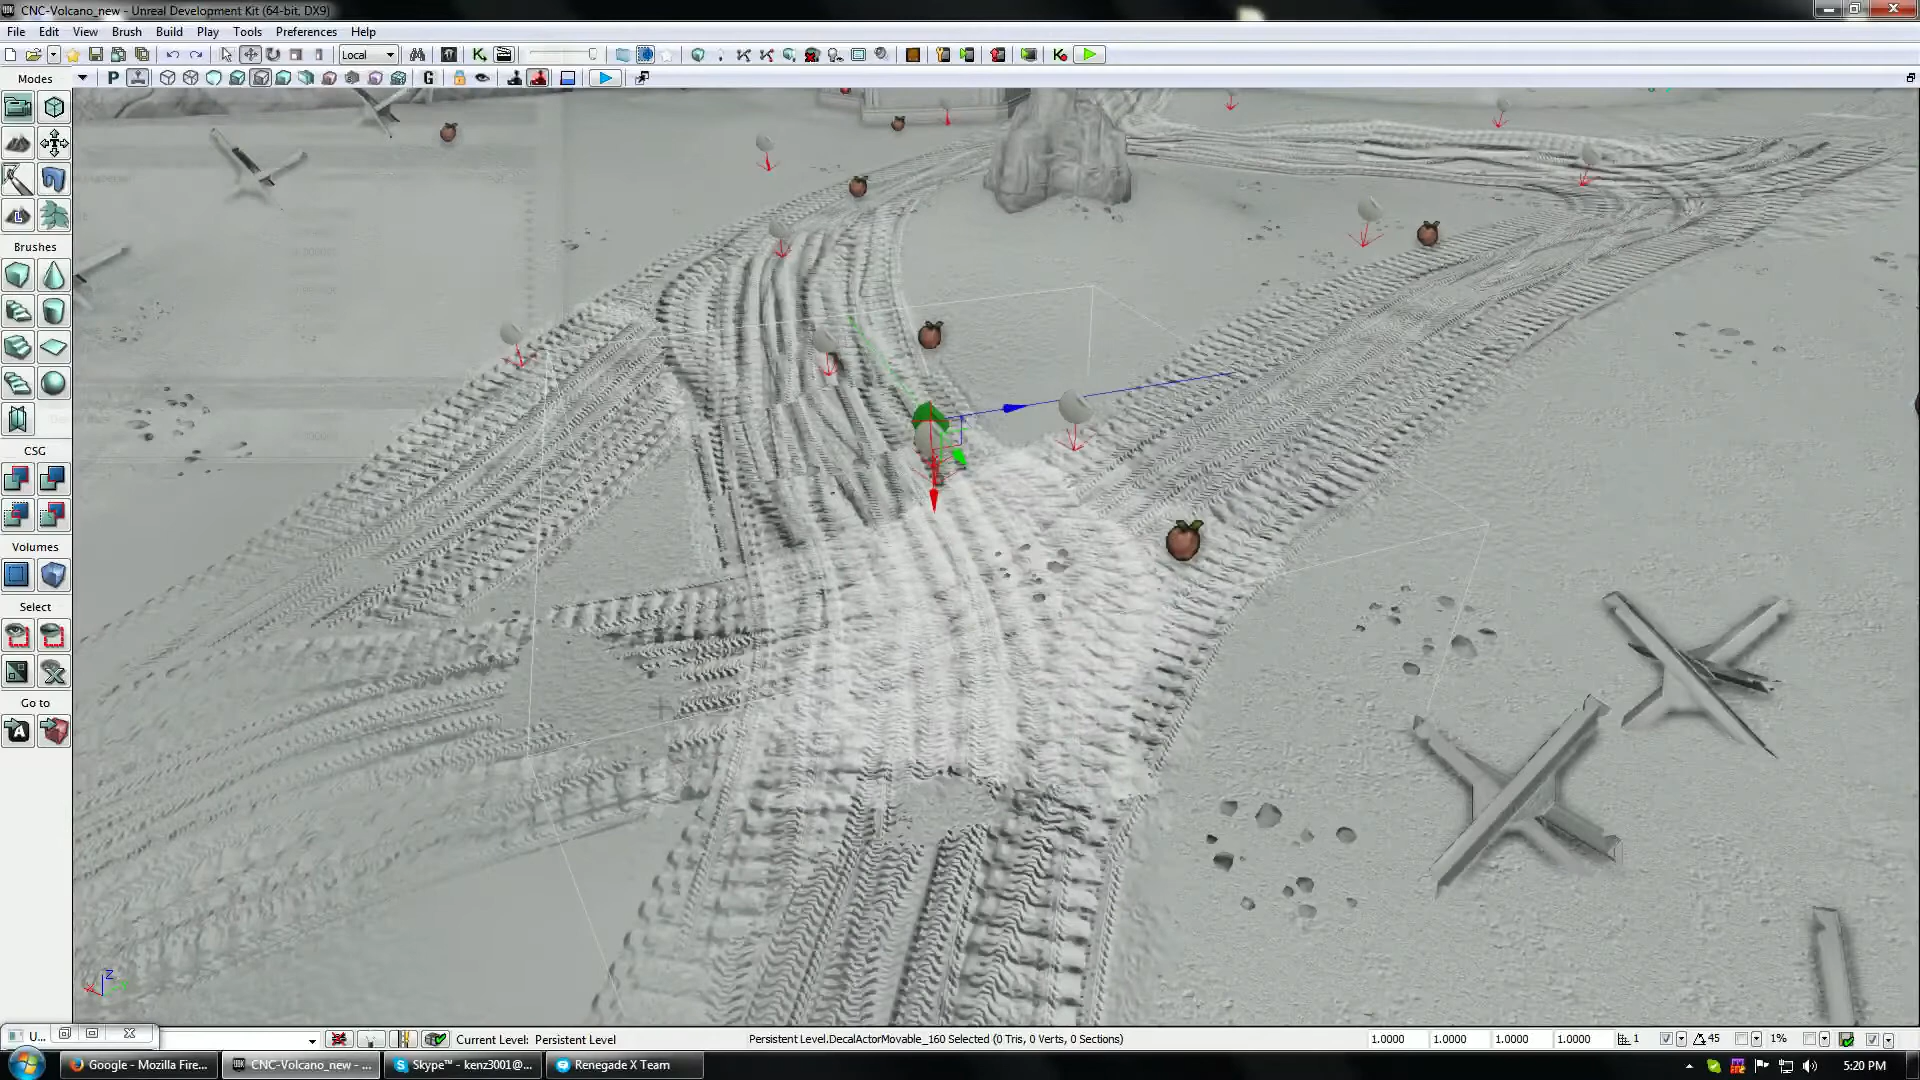 CNC-Volcano_new - Unreal Development Kit (64-bit, DX9)
File Edit View Brush Build Play Tools Preferences Help
Local
Modes
P
G
L
Brushes
CSG
Volumes
Select
Go to
A
Z
U...
Current Level: Persistent Level
Persistent Level.DecalActorMovable_160 Selected (0 Tris, 0 Verts, 0 Sections)
1.0000 1.0000 1.0000 1.0000 1 45 1%
Google - Mozilla Fire...
CNC-Volcano_new - ...
Skype™ - kenz3001@...
Renegade X Team
5:20 PM